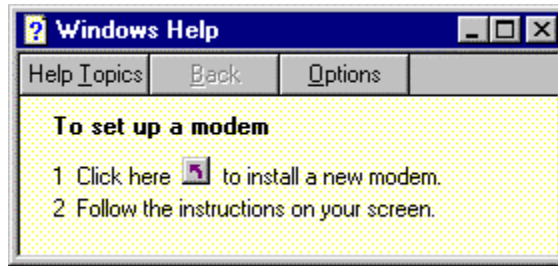 Windows Help
Help Topics Back Options
To set up a modem
1 Click here to install a new modem.
2 Follow the instructions on your screen.